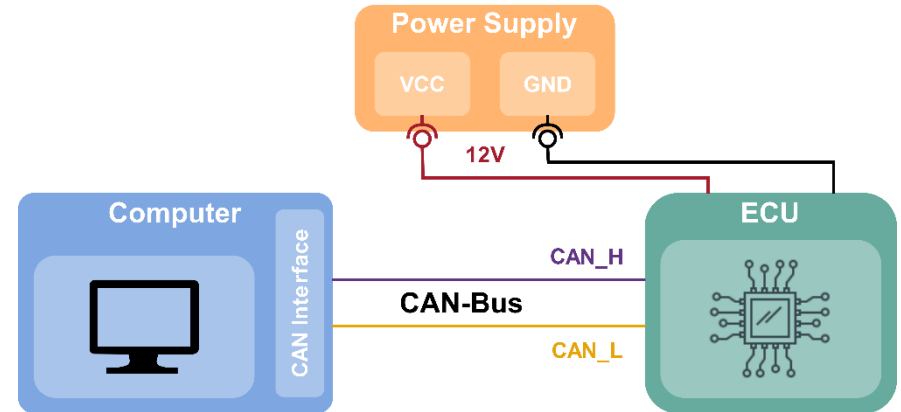 Power Supply
VCC
GND
12V
Computer
ECU
CAN Interface
CAN_H
CAN-Bus
CAN_L